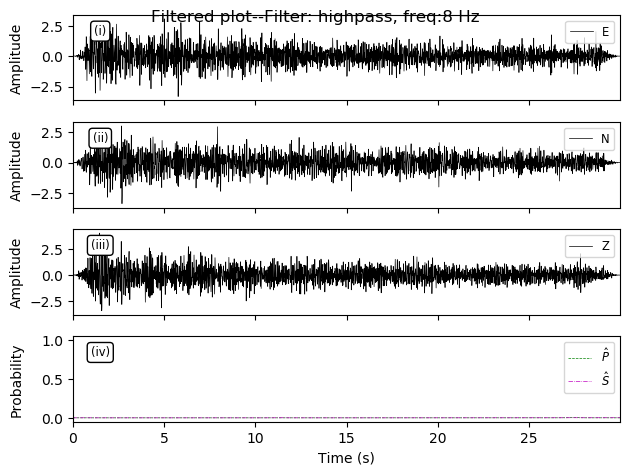 Filtered plot--Filter: highpass, freq:8 Hz
Amplitude
2.5
0.0
−2.5
(i)
E
Amplitude
2.5
0.0
−2.5
(ii)
N
Amplitude
2.5
0.0
−2.5
(iii)
Z
Probability
1.0
0.5
0.0
(iv)
P̂
Ŝ
0 5 10 15 20 25
Time (s)